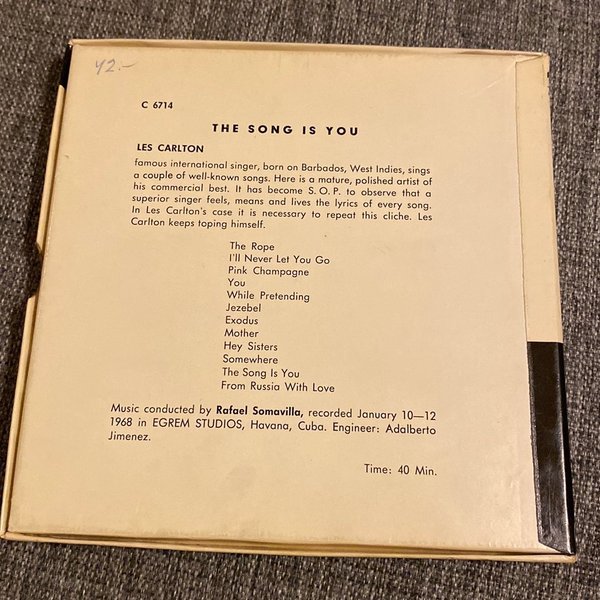 42.-
C 6714
THE SONG IS YOU
LES CARLTON
famous international singer, born on Barbados, West Indies, sings
a couple of well-known songs. Here is a mature, polished artist of
his commercial best. It has become S. O. P. to observe that a
superior singer feels, means and lives the lyrics of every song.
In Les Carlton's case it is necessary to repeat this cliche. Les
Carlton keeps toping himself.
The Rope
I'll Never Let You Go
Pink Champagne
You
While Pretending
Jezebel
Exodus
Mother
Hey Sisters
Somewhere
The Song Is You
From Russia With Love
Music conducted by Rafael Somavilla, recorded January 10—12
1968 in EGREM STUDIOS, Havana, Cuba. Engineer: Adalberto
Jimenez.
Time: 40 Min.